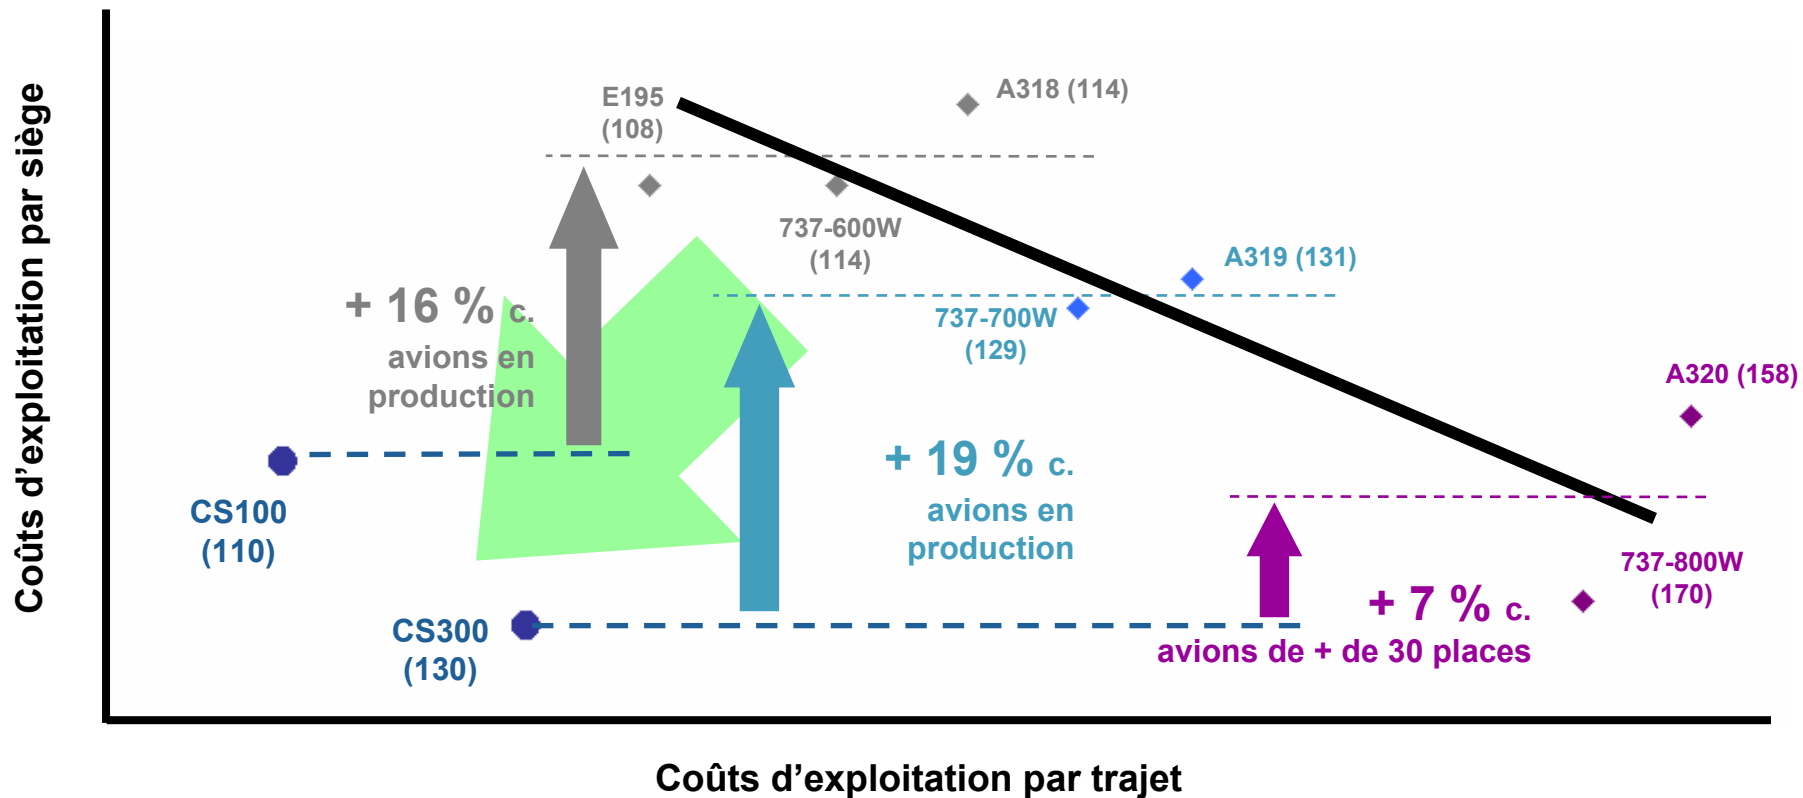 Coûts d’exploitation par siège
E195
(108)
A318 (114)
737-600W
(114)
A319 (131)
737-700W
(129)
A320 (158)
737-800W
(170)
+ 16 % c.
avions en
production
+ 19 % c.
avions en
production
+ 7 % c.
avions de + de 30 places
CS100
(110)
CS300
(130)
Coûts d’exploitation par trajet